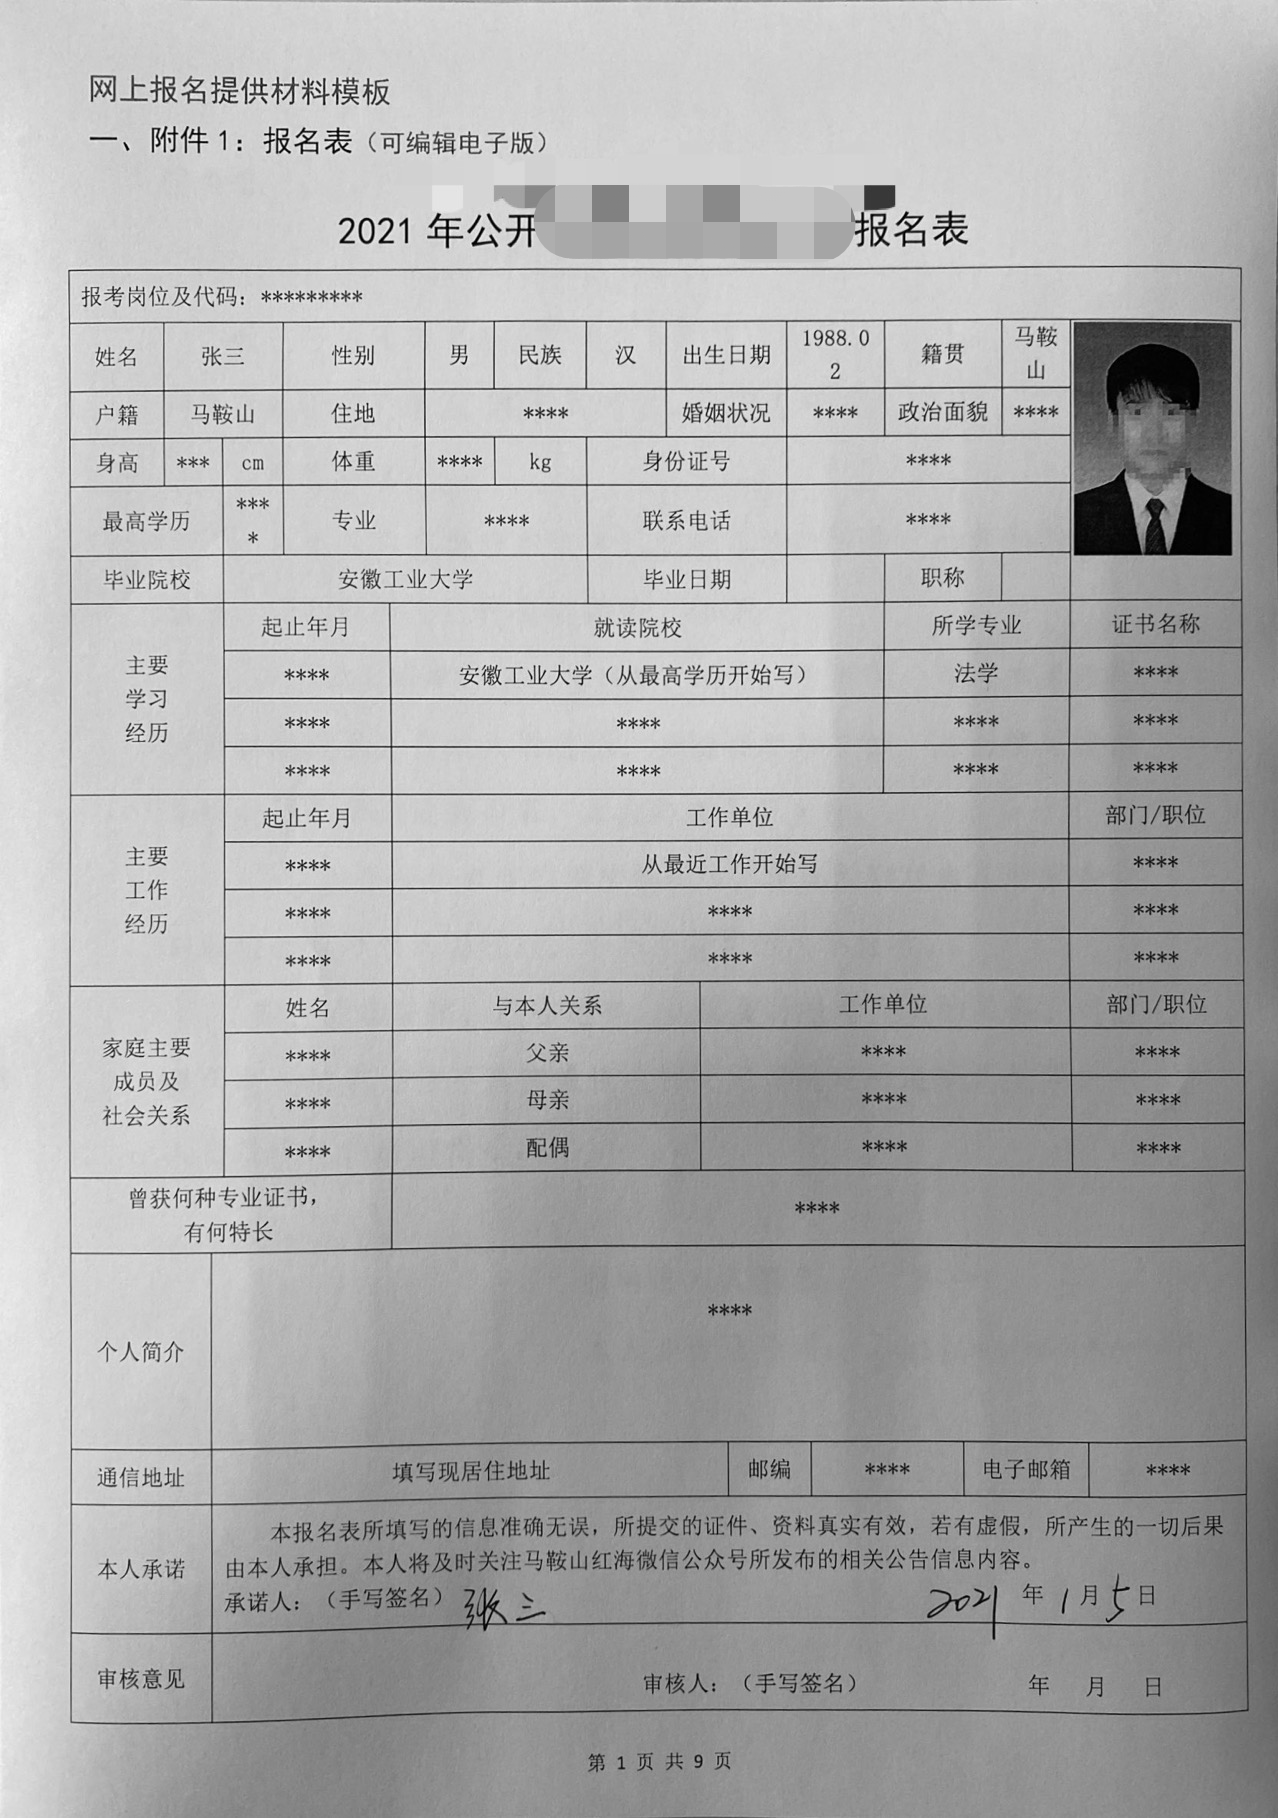 网上报名提供材料模板
一、附件1：报名表（可编辑电子版）
2021年公开 报名表
报考岗位及代码：*********
姓名 张三 性别 男 民族 汉 出生日期 1988.02 籍贯 马鞍山
户籍 马鞍山 住地 **** 婚姻状况 **** 政治面貌 ****
身高 *** cm 体重 **** kg 身份证号 ****
最高学历 **** 专业 **** 联系电话 ****
毕业院校 安徽工业大学 毕业日期 职称
主要学习经历
起止年月 就读院校 所学专业 证书名称
**** 安徽工业大学（从最高学历开始写） 法学 ****
**** **** **** ****
**** **** **** ****
主要工作经历
起止年月 工作单位 部门/职位
**** 从最近工作开始写 ****
**** **** ****
**** **** ****
家庭主要成员及社会关系
姓名 与本人关系 工作单位 部门/职位
**** 父亲 **** ****
**** 母亲 **** ****
**** 配偶 **** ****
曾获何种专业证书，有何特长 ****
个人简介 ****
通信地址 填写现居住地址 邮编 **** 电子邮箱 ****
本人承诺
本报名表所填写的信息准确无误，所提交的证件、资料真实有效，若有虚假，所产生的一切后果
由本人承担。本人将及时关注马鞍山红海微信公众号所发布的相关公告信息内容。
承诺人：（手写签名）张三 2021年1月5日
审核意见 审核人：（手写签名） 年 月 日
第 1 页 共 9 页